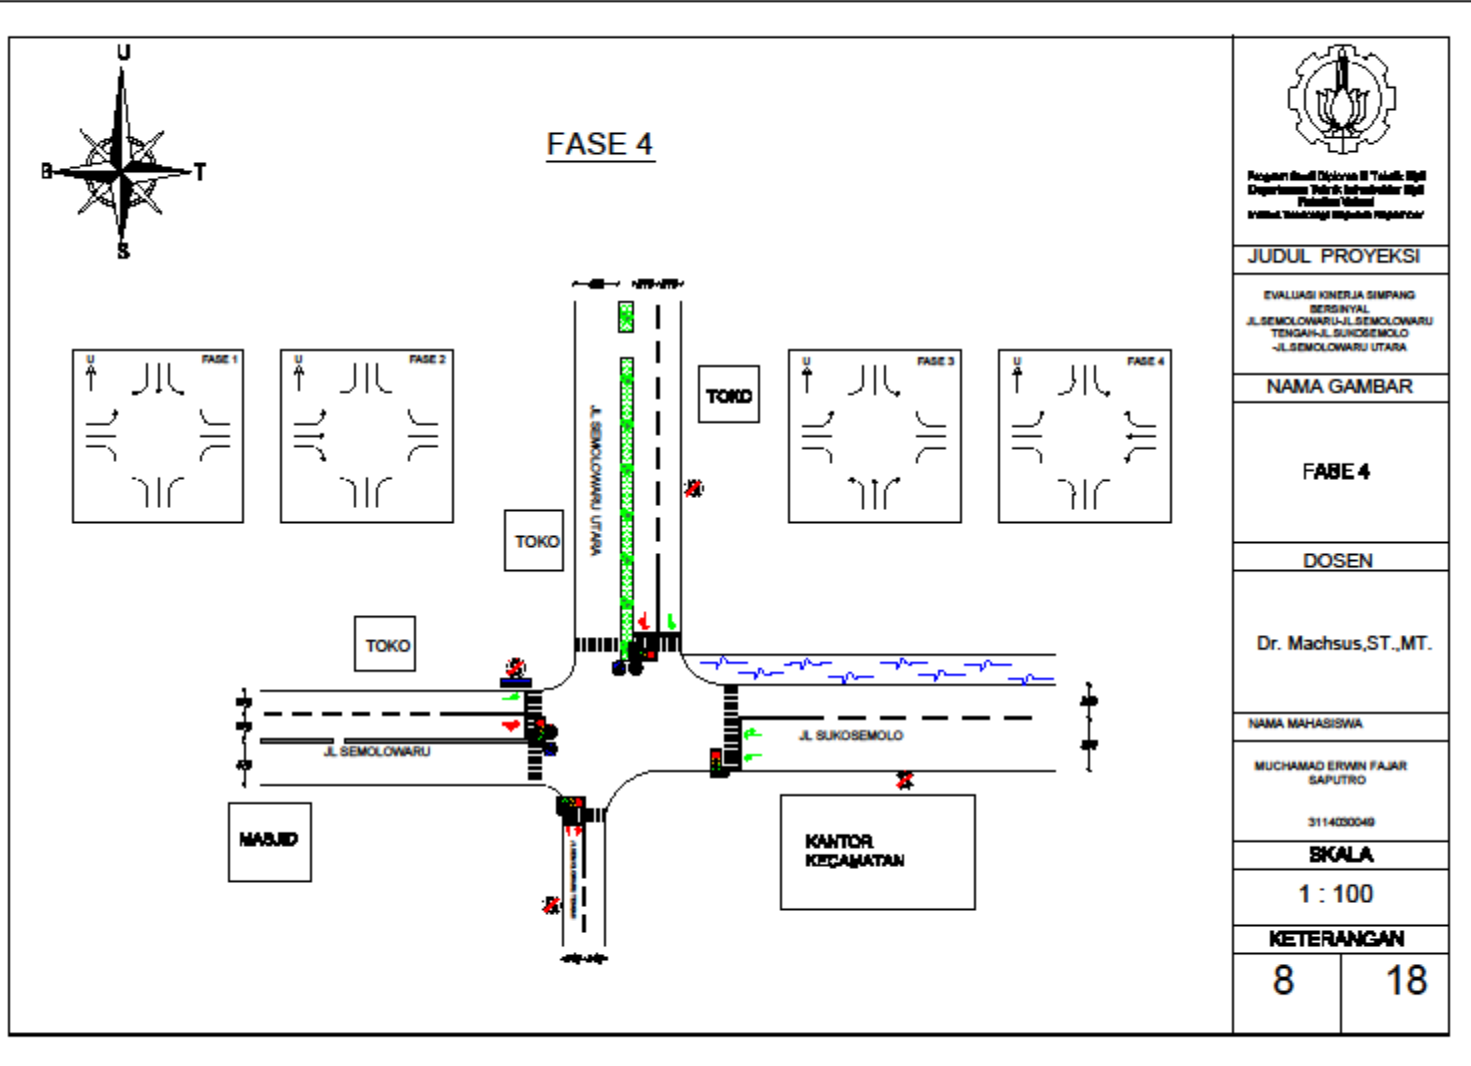 U
B
T
S
FASE 4
U
FASE 1
U
FASE 2
U
FASE 3
U
FASE 4
TOKO
JL SEMOLOWARU UTARA
TOKO
TOKO
JL SEMOLOWARU
JL SUKOSEMOLO
MASJID
KANTOR
KECAMATAN
JUDUL PROYEKSI
EVALUASI KINERJA SIMPANG
BERSINYAL
JL.SEMOLOWARU-JL.SEMOLOWARU
TENGAH-JL.SUKOSEMOLO
-JL.SEMOLOWARU UTARA
NAMA GAMBAR
FASE 4
DOSEN
Dr. Machsus,ST.,MT.
NAMA MAHASISWA
MUCHAMAD ERWIN FAJAR
SAPUTRO
3114030049
SKALA
1 : 100
KETERANGAN
8
18